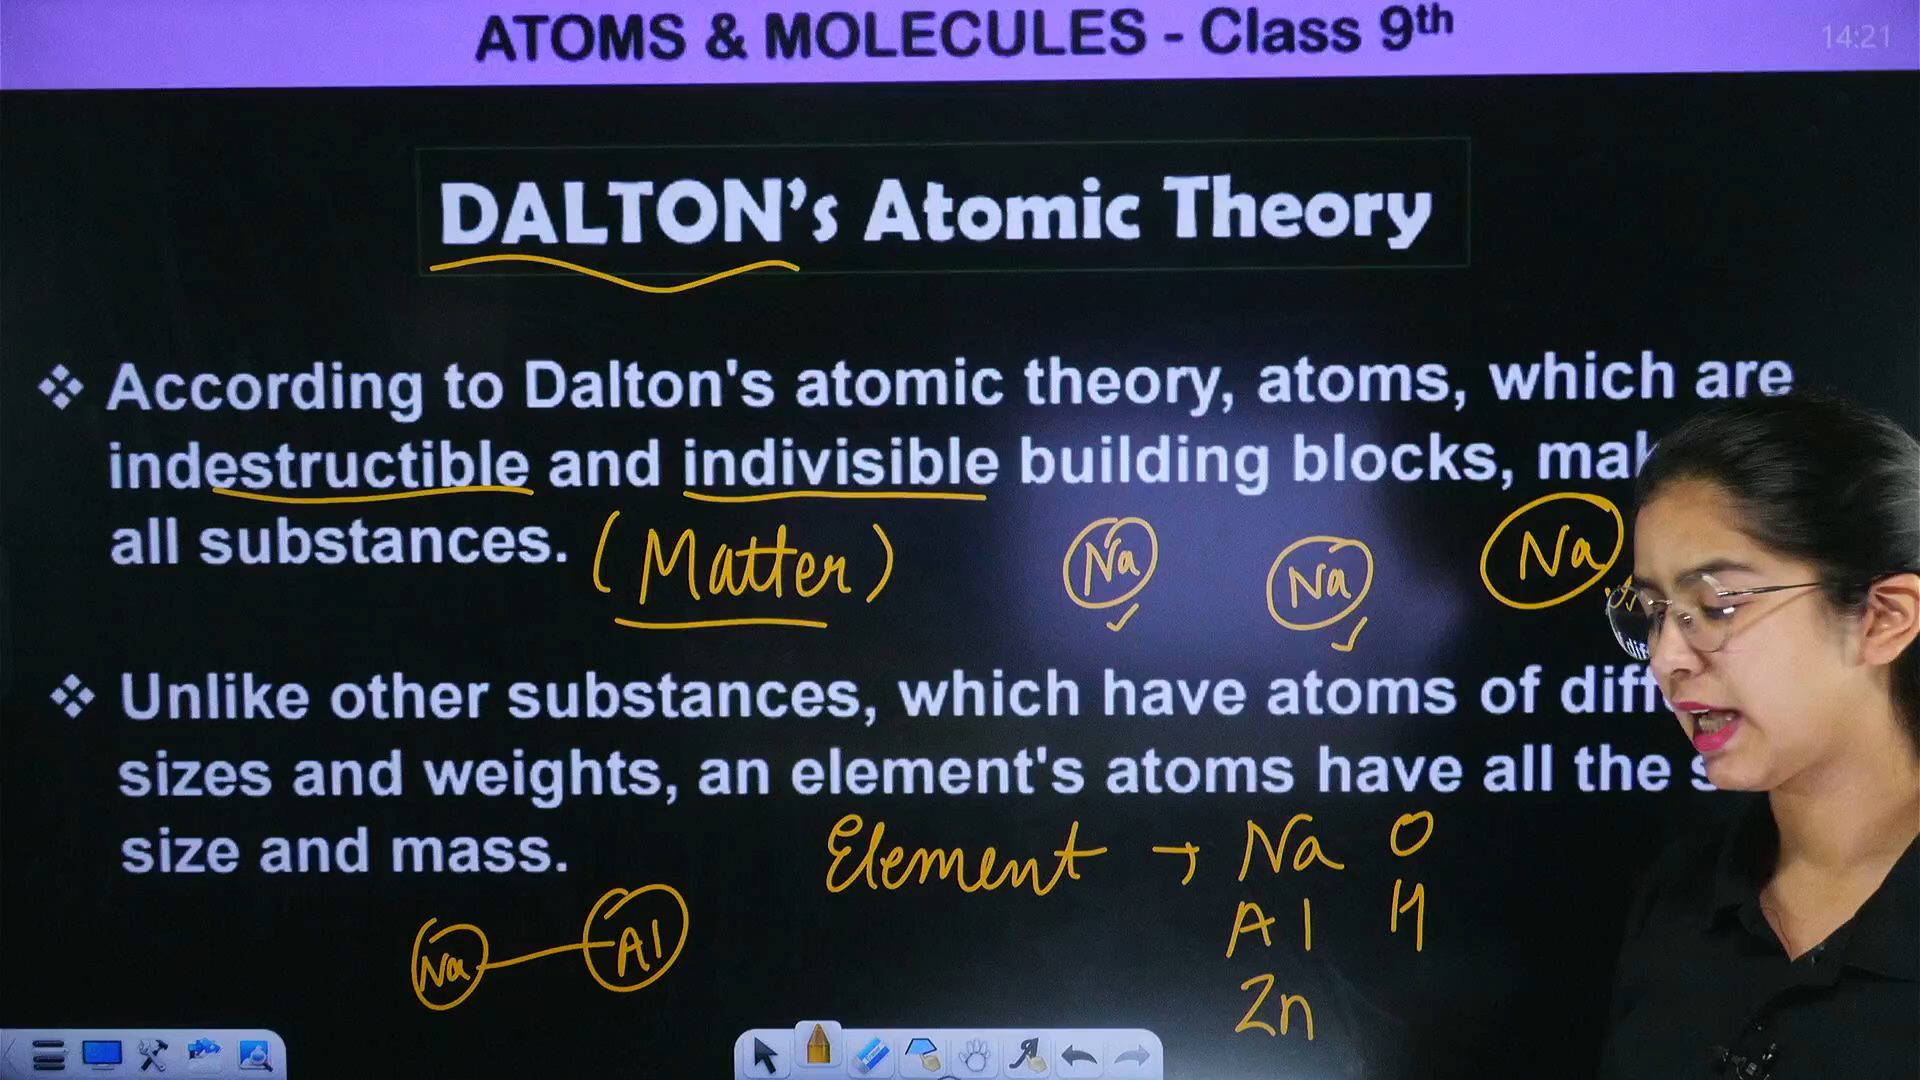 ATOMS & MOLECULES - Class 9th
14:21
DALTON's Atomic Theory
❖ According to Dalton's atomic theory, atoms, which are
indestructible and indivisible building blocks,
all substances. (Matter) Na Na Na
❖ Unlike other substances, which have atoms of
sizes and weights, an element's atoms have all the
size and mass.
Element → Na O
Al H
Zn
Na Al